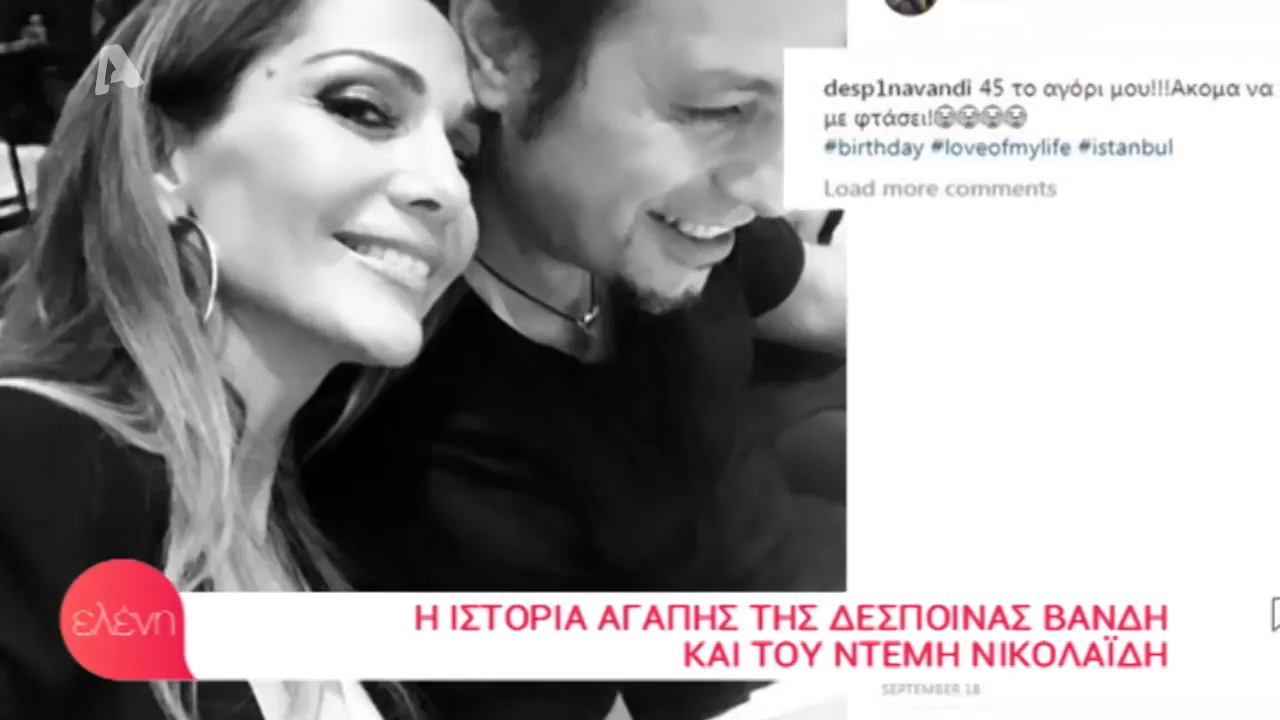 desp1navandi 45 το αγόρι μου!!!Ακομα να
με φτάσει!
#birthday #loveofmylife #istanbul
Load more comments
ελένη
Η ΙΣΤΟΡΙΑ ΑΓΑΠΗΣ ΤΗΣ ΔΕΣΠΟΙΝΑΣ ΒΑΝΔΗ
ΚΑΙ ΤΟΥ ΝΤΕΜΗ ΝΙΚΟΛΑΪΔΗ
SEPTEMBER 18